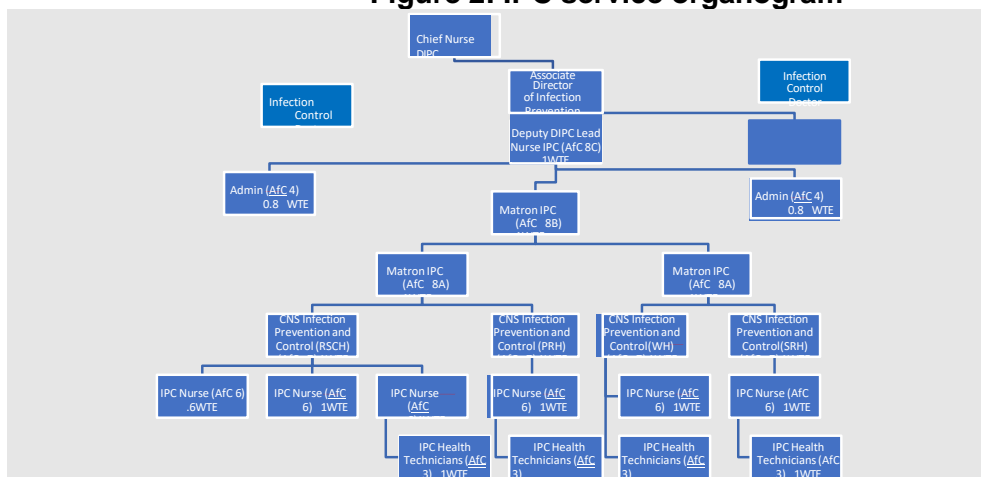 Figure 2. IPC service organogram
Chief Nurse
DIPC
Associate
Director
of Infection
Prevention
Infection
Control
Doctor
Infection
Control
Deputy DIPC Lead
Nurse IPC (AfC 8C)
1WTE
Admin (AfC 4)
0.8 WTE
Admin (AfC 4)
0.8 WTE
Matron IPC
(AfC 8B)
Matron IPC
(AfC 8A)
Matron IPC
(AfC 8A)
CNS Infection
Prevention and
Control (RSCH)
CNS Infection
Prevention and
Control (PRH)
CNS Infection
Prevention and
Control(WH)
CNS Infection
Prevention and
Control(SRH)
IPC Nurse (AfC 6)
.6WTE
IPC Nurse (AfC
6) 1WTE
IPC Nurse
(AfC
IPC Nurse (AfC
6) 1WTE
IPC Nurse (AfC
6) 1WTE
IPC Nurse (AfC
6) 1WTE
IPC Health
Technicians (AfC
3) 1WTE
IPC Health
Technicians (AfC
3)
IPC Health
Technicians (AfC
3)
IPC Health
Technicians (AfC
3) 1WTE